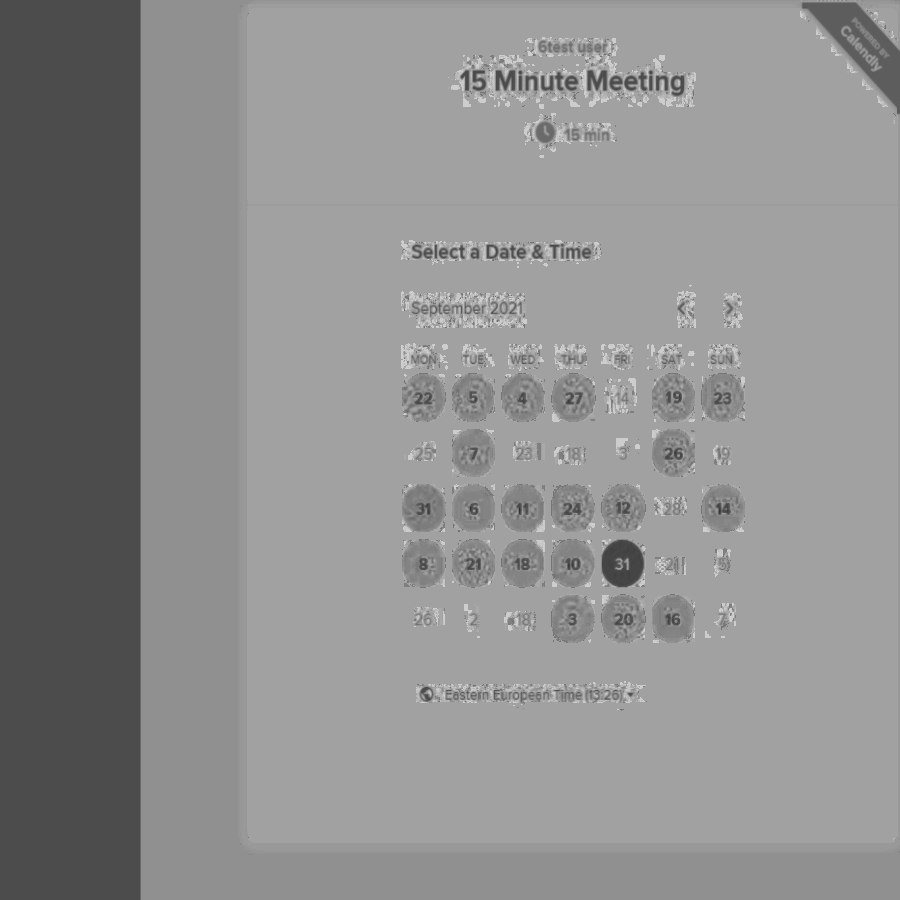 6test user
15 Minute Meeting
15 min
POWERED BY
Calendly
Select a Date & Time
September 2021
MON TUE WED THU FRI SAT SUN
22 5 4 27 14 19 23
25 7 23 18 3 26 19
31 6 11 24 12 28 14
8 21 18 10 31 21 5
26 2 18 3 20 16 7
Eastern European Time (13:26)